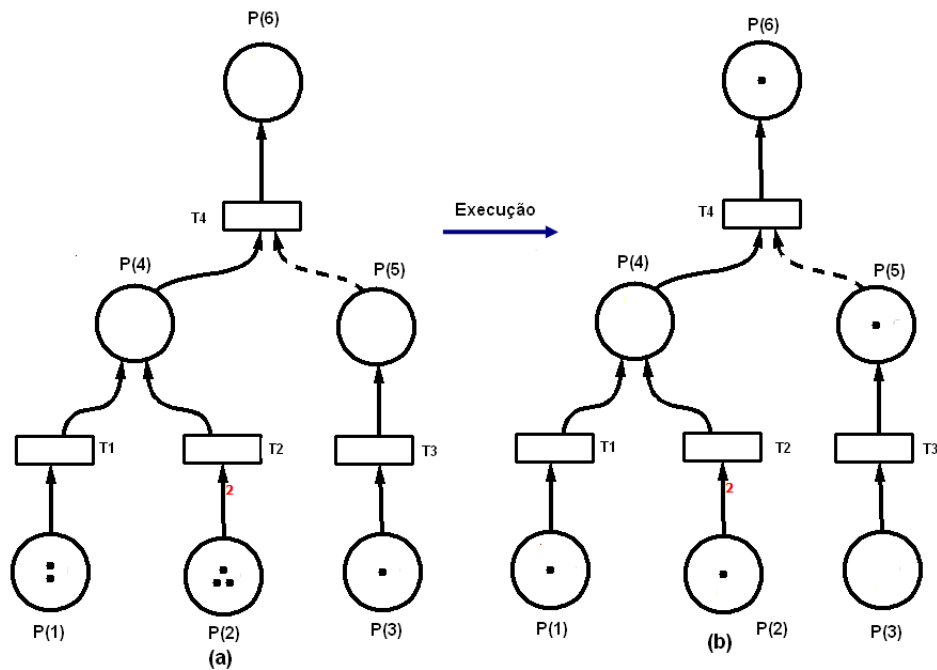 P(6)
P(6)
T4
Execução
T4
P(4)
P(5)
P(4)
P(5)
T1
T2
T3
T1
T2
T3
2
2
P(1)
P(2)
P(3)
P(1)
P(2)
P(3)
(a)
(b)